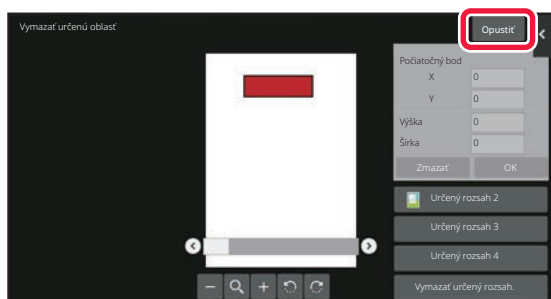 Vymazať určenú oblasť
Opustiť
Počiatočný bod
X 0
Y 0
Výška 0
Šírka 0
Zmazať OK
Určený rozsah 2
Určený rozsah 3
Určený rozsah 4
Vymazať určený rozsah.